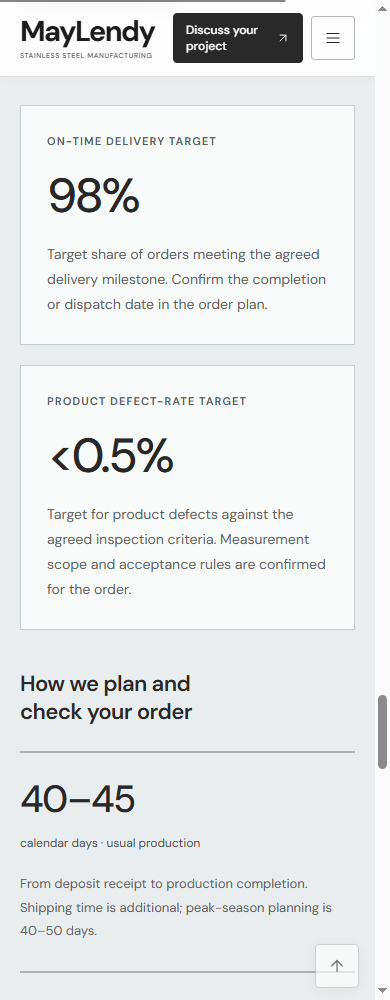 MayLendy
STAINLESS STEEL MANUFACTURING
Discuss your
project
ON-TIME DELIVERY TARGET
98%
Target share of orders meeting the agreed
delivery milestone. Confirm the completion
or dispatch date in the order plan.
PRODUCT DEFECT-RATE TARGET
<0.5%
Target for product defects against the
agreed inspection criteria. Measurement
scope and acceptance rules are confirmed
for the order.
How we plan and
check your order
40–45
calendar days · usual production
From deposit receipt to production completion.
Shipping time is additional; peak-season planning is
40–50 days.